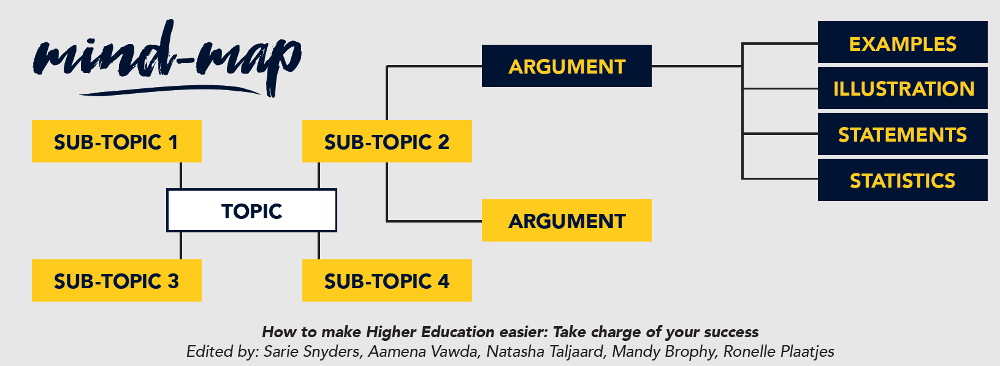 mind-map
SUB-TOPIC 1
SUB-TOPIC 2
TOPIC
SUB-TOPIC 3
SUB-TOPIC 4
ARGUMENT
ARGUMENT
EXAMPLES
ILLUSTRATION
STATEMENTS
STATISTICS
How to make Higher Education easier: Take charge of your success
Edited by: Sarie Snyders, Aamena Vawda, Natasha Taljaard, Mandy Brophy, Ronelle Plaatjes